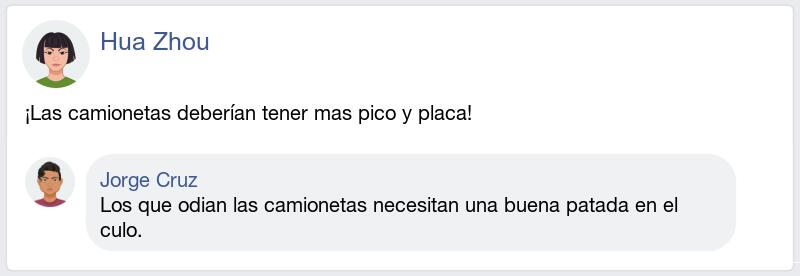 Hua Zhou
¡Las camionetas deberían tener mas pico y placa!
Jorge Cruz
Los que odian las camionetas necesitan una buena patada en el
culo.